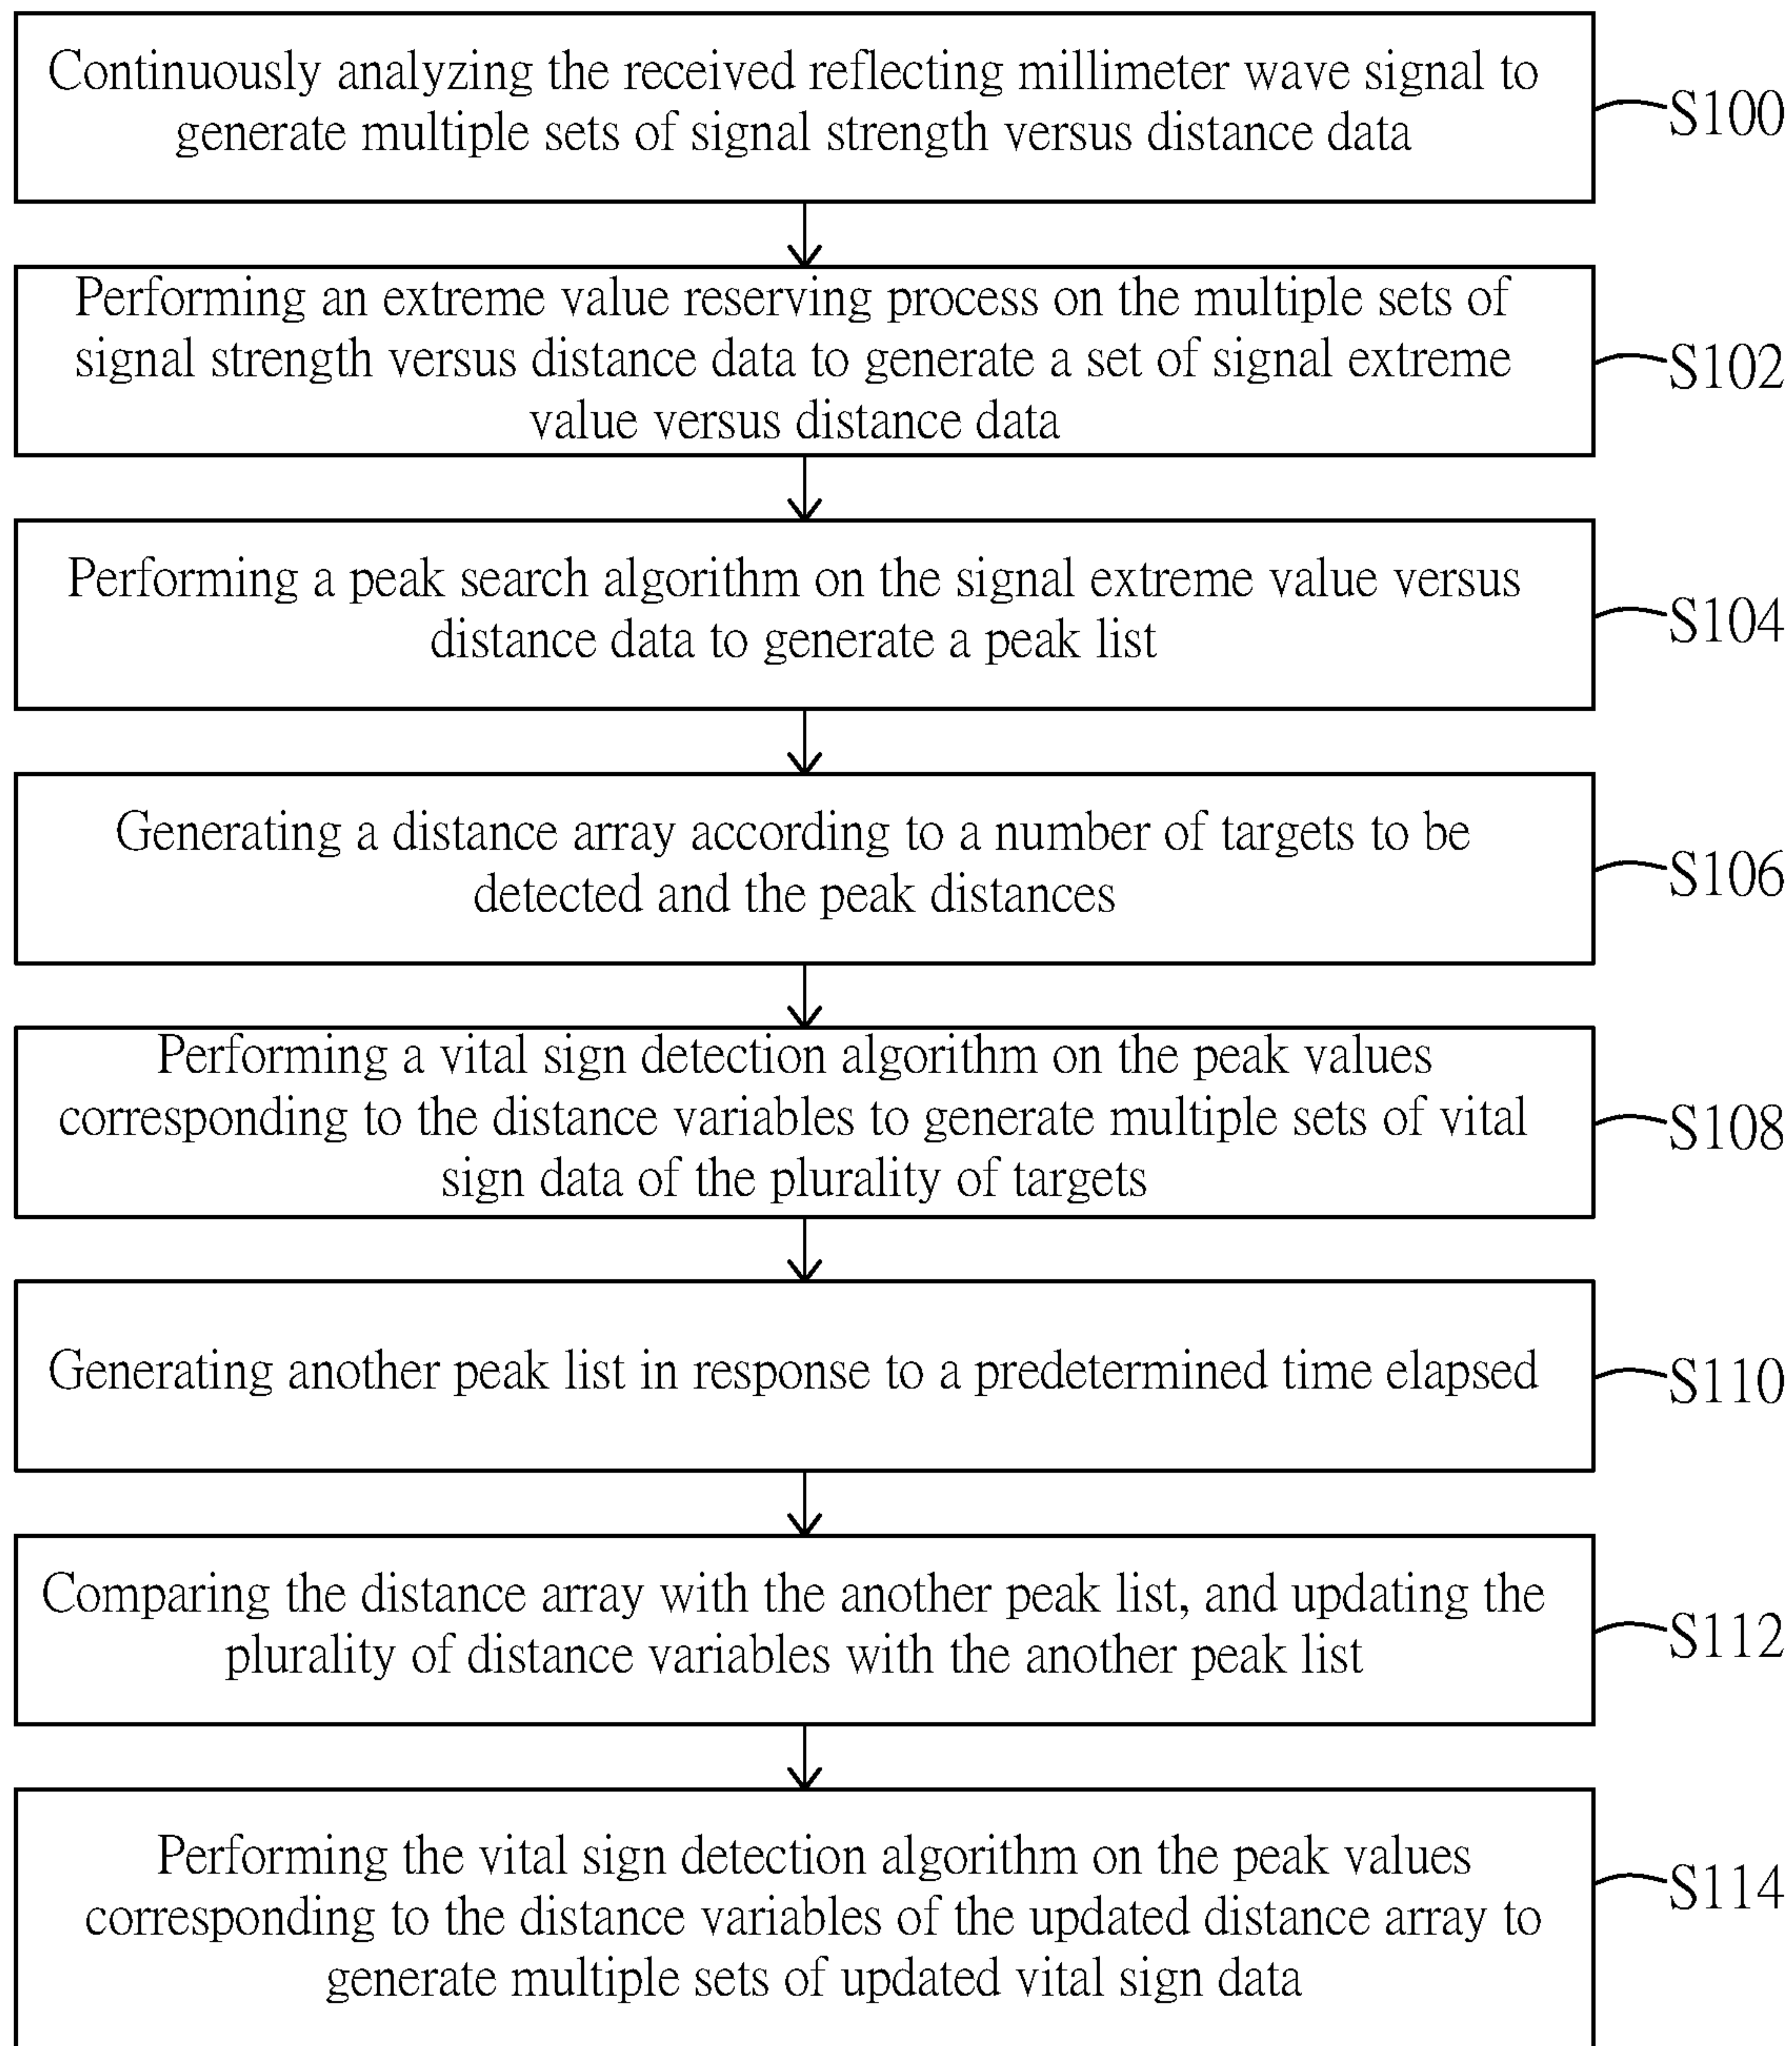 Continuously analyzing the received reflecting millimeter wave signal to
generate multiple sets of signal strength versus distance data
S100
Performing an extreme value reserving process on the multiple sets of
signal strength versus distance data to generate a set of signal extreme
value versus distance data
S102
Performing a peak search algorithm on the signal extreme value versus
distance data to generate a peak list
S104
Generating a distance array according to a number of targets to be
detected and the peak distances
S106
Performing a vital sign detection algorithm on the peak values
corresponding to the distance variables to generate multiple sets of vital
sign data of the plurality of targets
S108
Generating another peak list in response to a predetermined time elapsed
S110
Comparing the distance array with the another peak list, and updating the
plurality of distance variables with the another peak list
S112
Performing the vital sign detection algorithm on the peak values
corresponding to the distance variables of the updated distance array to
generate multiple sets of updated vital sign data
S114